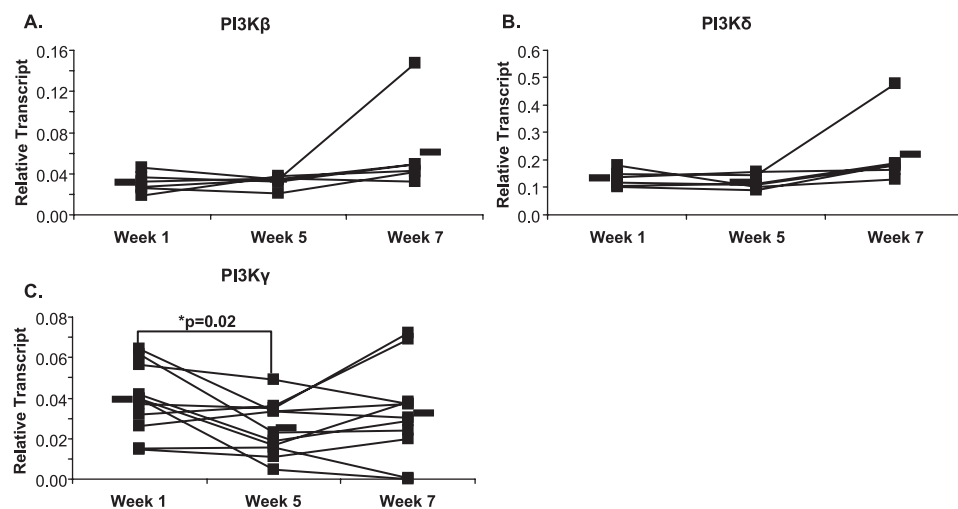 A.
PI3Kβ
Relative Transcript
0.16
0.12
0.08
0.04
0.00
Week 1
Week 5
Week 7
B.
PI3Kδ
Relative Transcript
0.6
0.5
0.4
0.3
0.2
0.1
0.0
Week 1
Week 5
Week 7
C.
PI3Kγ
Relative Transcript
0.08
0.06
0.04
0.02
0.00
*p=0.02
Week 1
Week 5
Week 7